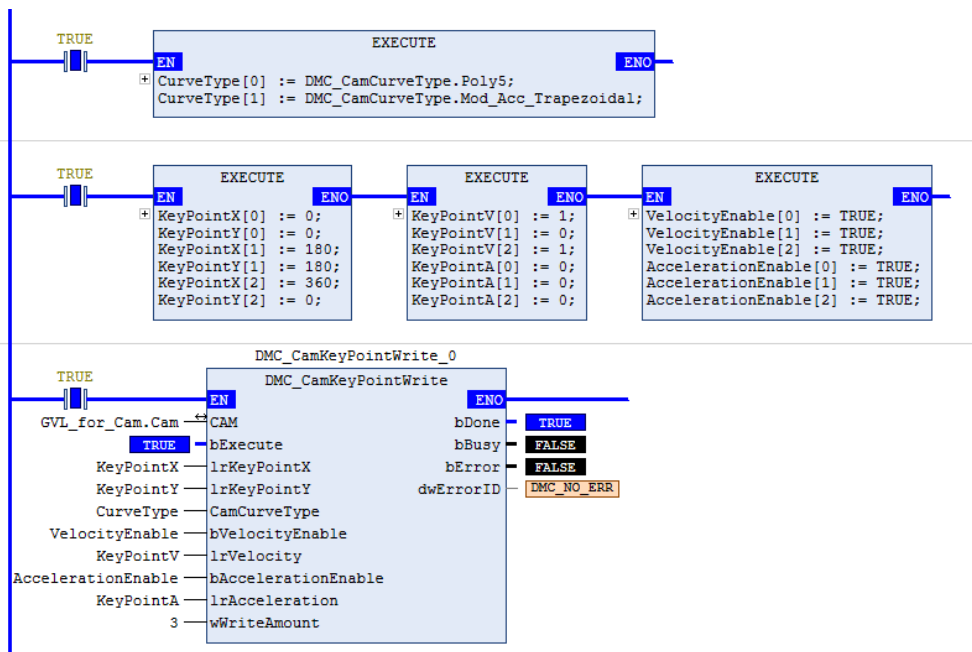 TRUE
EXECUTE
EN
ENO
CurveType[0] := DMC_CamCurveType.Poly5;
CurveType[1] := DMC_CamCurveType.Mod_Acc_Trapezoidal;
TRUE
EXECUTE
EN
ENO
KeyPointX[0] := 0;
KeyPointY[0] := 0;
KeyPointX[1] := 180;
KeyPointY[1] := 180;
KeyPointX[2] := 360;
KeyPointY[2] := 0;
EXECUTE
EN
ENO
KeyPointV[0] := 1;
KeyPointV[1] := 0;
KeyPointV[2] := 1;
KeyPointA[0] := 0;
KeyPointA[1] := 0;
KeyPointA[2] := 0;
EXECUTE
EN
ENO
VelocityEnable[0] := TRUE;
VelocityEnable[1] := TRUE;
VelocityEnable[2] := TRUE;
AccelerationEnable[0] := TRUE;
AccelerationEnable[1] := TRUE;
AccelerationEnable[2] := TRUE;
DMC_CamKeyPointWrite_0
TRUE
DMC_CamKeyPointWrite
EN
ENO
GVL_for_Cam.Cam
CAM
bDone
TRUE
TRUE
bExecute
bBusy
FALSE
KeyPointX
lrKeyPointX
bError
FALSE
KeyPointY
lrKeyPointY
dwErrorID
DMC_NO_ERR
CurveType
CamCurveType
VelocityEnable
bVelocityEnable
KeyPointV
lrVelocity
AccelerationEnable
bAccelerationEnable
KeyPointA
lrAcceleration
3
wWriteAmount